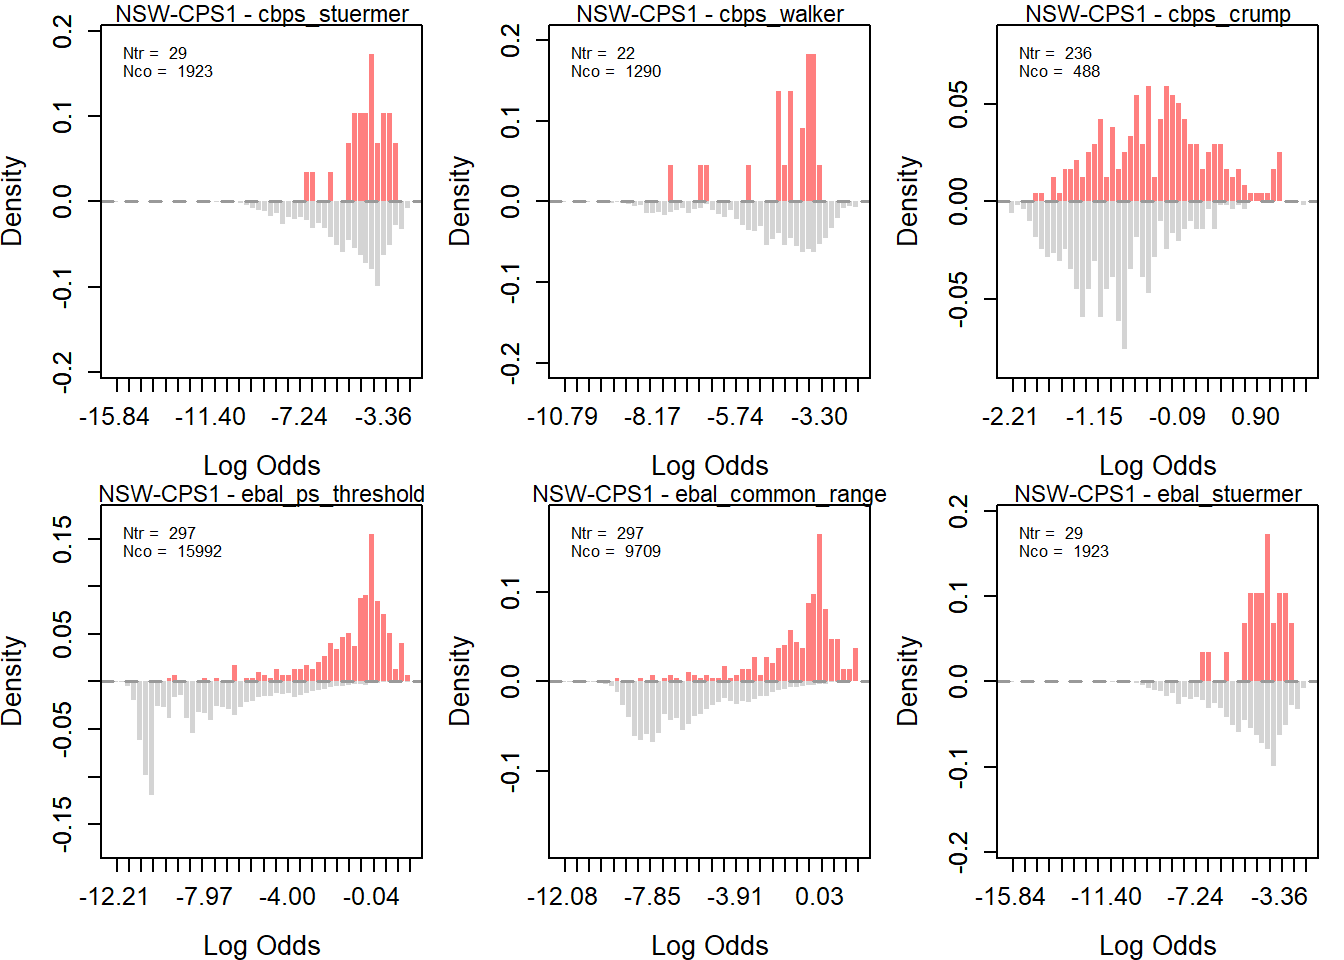 NSW-CPS1 - cbps_stuermer
Ntr = 29
Nco = 1923
Density
0.2
0.1
0.0
-0.1
-0.2
-15.84 -11.40 -7.24 -3.36
Log Odds
NSW-CPS1 - cbps_walker
Ntr = 22
Nco = 1290
Density
0.2
0.1
0.0
-0.1
-0.2
-10.79 -8.17 -5.74 -3.30
Log Odds
NSW-CPS1 - cbps_crump
Ntr = 236
Nco = 488
Density
0.05
0.00
-0.05
-2.21 -1.15 -0.09 0.90
Log Odds
NSW-CPS1 - ebal_ps_threshold
Ntr = 297
Nco = 15992
Density
0.15
0.05
-0.05
-0.15
-12.21 -7.97 -4.00 -0.04
Log Odds
NSW-CPS1 - ebal_common_range
Ntr = 297
Nco = 9709
Density
0.1
0.0
-0.1
-12.08 -7.85 -3.91 0.03
Log Odds
NSW-CPS1 - ebal_stuermer
Ntr = 29
Nco = 1923
Density
0.2
0.1
0.0
-0.1
-0.2
-15.84 -11.40 -7.24 -3.36
Log Odds